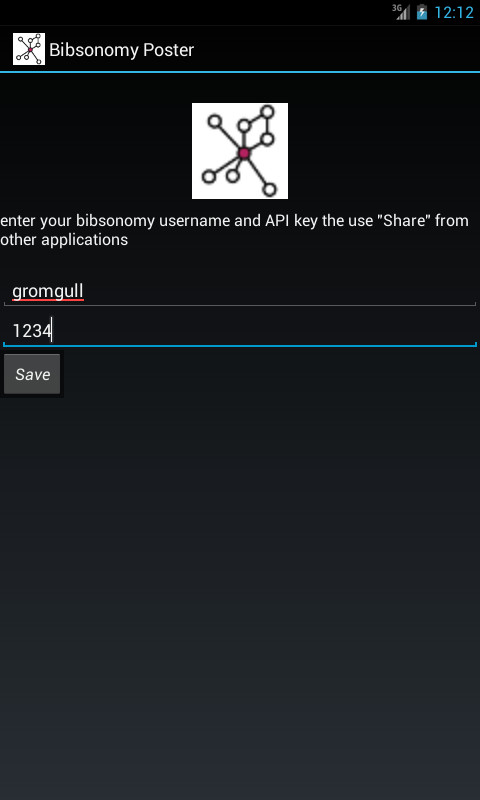 3G 12:12
Bibsonomy Poster
enter your bibsonomy username and API key the use "Share" from
other applications
gromgull
1234
Save